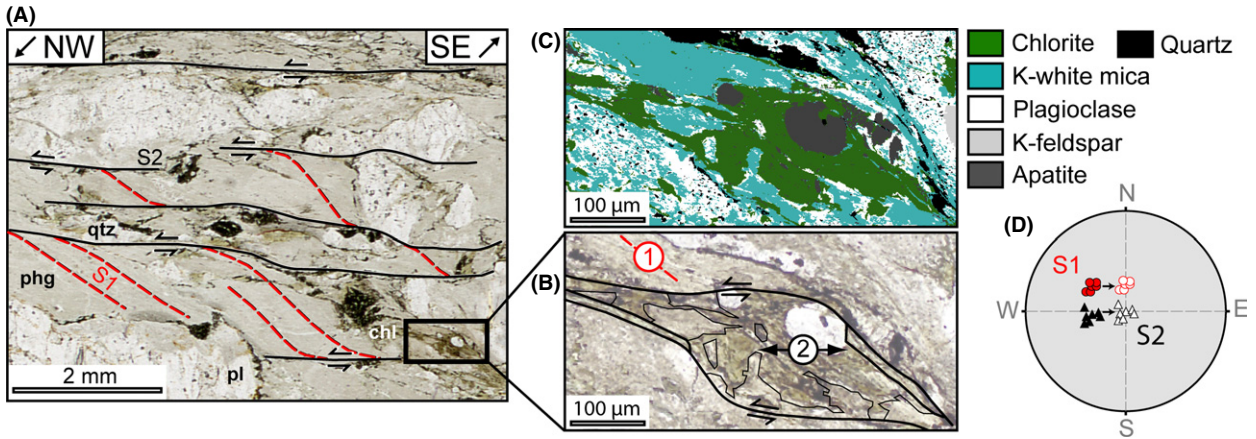 (A)
↙ NW
SE ↗
S2
qtz
S1
phg
chl
pl
2 mm
(C)
100 µm
(B)
1
2
100 µm
Chlorite
Quartz
K-white mica
Plagioclase
K-feldspar
Apatite
(D)
N
S1
W
E
S2
S